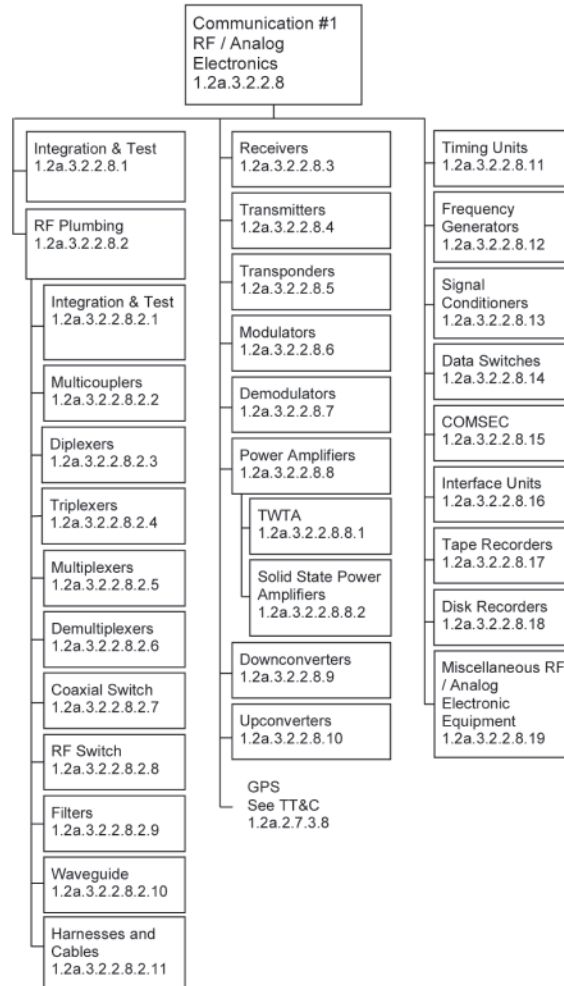 Communication #1
RF / Analog
Electronics
1.2a.3.2.2.8
Integration & Test
1.2a.3.2.2.8.1
RF Plumbing
1.2a.3.2.2.8.2
Integration & Test
1.2a.3.2.2.8.2.1
Multicouplers
1.2a.3.2.2.8.2.2
Diplexers
1.2a.3.2.2.8.2.3
Triplexers
1.2a.3.2.2.8.2.4
Multiplexers
1.2a.3.2.2.8.2.5
Demultiplexers
1.2a.3.2.2.8.2.6
Coaxial Switch
1.2a.3.2.2.8.2.7
RF Switch
1.2a.3.2.2.8.2.8
Filters
1.2a.3.2.2.8.2.9
Waveguide
1.2a.3.2.2.8.2.10
Harnesses and
Cables
1.2a.3.2.2.8.2.11
Receivers
1.2a.3.2.2.8.3
Transmitters
1.2a.3.2.2.8.4
Transponders
1.2a.3.2.2.8.5
Modulators
1.2a.3.2.2.8.6
Demodulators
1.2a.3.2.2.8.7
Power Amplifiers
1.2a.3.2.2.8.8
TWTA
1.2a.3.2.2.8.8.1
Solid State Power
Amplifiers
1.2a.3.2.2.8.8.2
Downconverters
1.2a.3.2.2.8.9
Upconverters
1.2a.3.2.2.8.10
GPS
See TT&C
1.2a.2.7.3.8
Timing Units
1.2a.3.2.2.8.11
Frequency
Generators
1.2a.3.2.2.8.12
Signal
Conditioners
1.2a.3.2.2.8.13
Data Switches
1.2a.3.2.2.8.14
COMSEC
1.2a.3.2.2.8.15
Interface Units
1.2a.3.2.2.8.16
Tape Recorders
1.2a.3.2.2.8.17
Disk Recorders
1.2a.3.2.2.8.18
Miscellaneous RF
/ Analog
Electronic
Equipment
1.2a.3.2.2.8.19